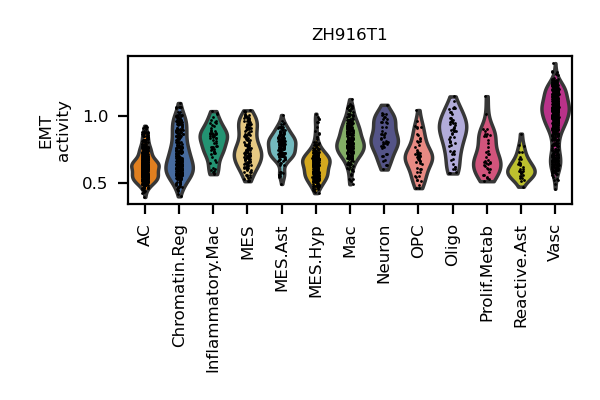 ZH916T1
EMT
activity
1.0
0.5
AC
Chromatin.Reg
Inflammatory.Mac
MES
MES.Ast
MES.Hyp
Mac
Neuron
OPC
Oligo
Prolif.Metab
Reactive.Ast
Vasc